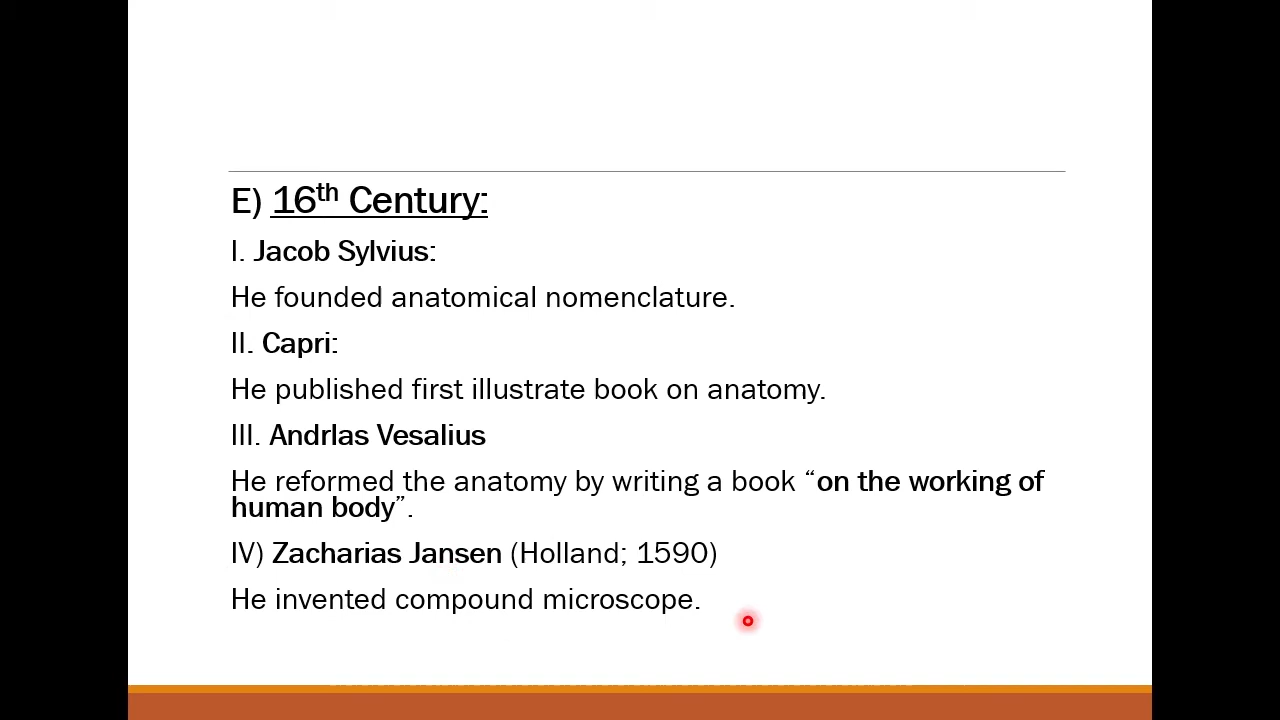 E) 16th Century:
I. Jacob Sylvius:
He founded anatomical nomenclature.
II. Capri:
He published first illustrate book on anatomy.
III. Andrlas Vesalius
He reformed the anatomy by writing a book “on the working of
human body”.
IV) Zacharias Jansen (Holland; 1590)
He invented compound microscope.